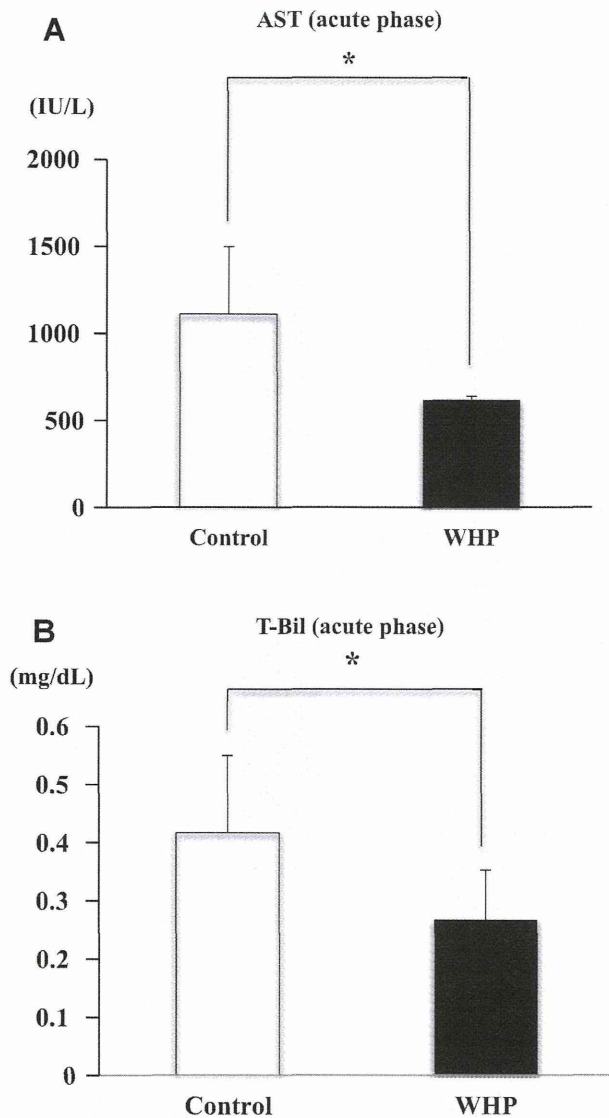 A
AST (acute phase)
*
(IU/L)
2000
1500
1000
500
0
Control WHP
B
T-Bil (acute phase)
*
(mg/dL)
0.6
0.5
0.4
0.3
0.2
0.1
0
Control WHP